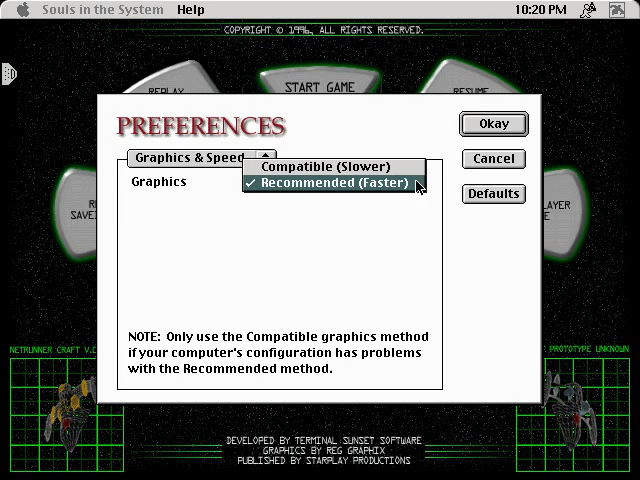 Souls in the System Help 10:20 PM
COPYRIGHT © 1996, ALL RIGHTS RESERVED.
REPLAY
START GAME
RESUME
PREFERENCES
Okay
Graphics & Speed
Compatible (Slower)
Cancel
Graphics
✓ Recommended (Faster)
Defaults
NOTE: Only use the Compatible graphics method
if your computer's configuration has problems
with the Recommended method.
NETRUNNER CRAFT
PROTOTYPE UNKNOWN
DEVELOPED BY TERMINAL SUNSET SOFTWARE
GRAPHICS BY REG GRAPHIX
PUBLISHED BY STARPLAY PRODUCTIONS